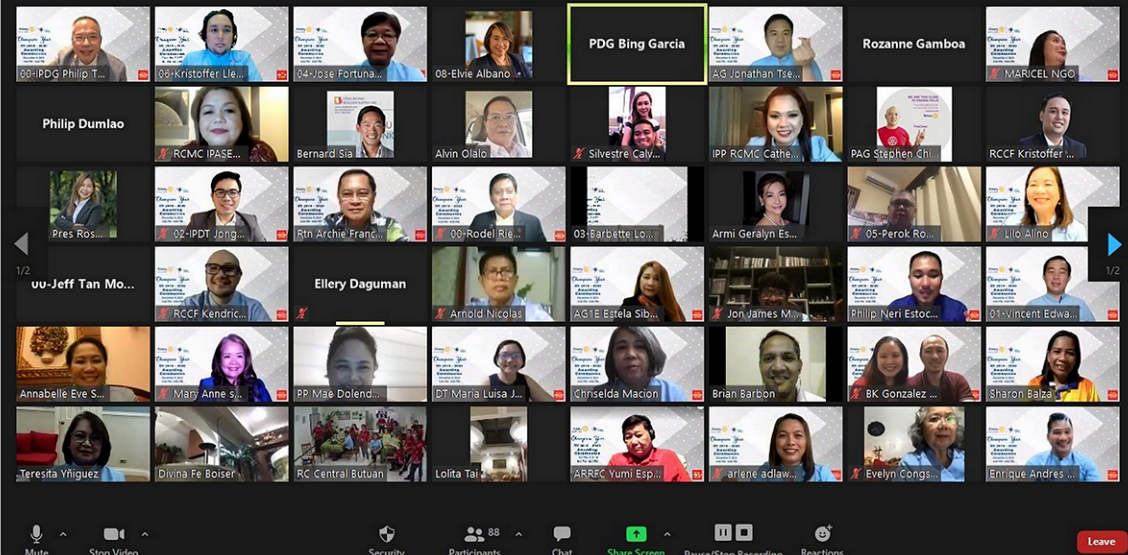 00-IPDG Philip T...
06-Kristoffer Lle...
04-Jose Fortuna...
08-Elvie Albano
PDG Bing Garcia
AG Jonathan Tse...
Rozanne Gamboa
MARICEL NGO
Philip Dumlao
RCMC IPASE...
Bernard Sia
Alvin Olalo
Silvestre Calv...
IPP RCMC Cathe...
PAG Stephen Chi...
RCCF Kristoffer ...
Pres Ros...
02-IPDT Jong...
Rtn Archie Franc...
00-Rodel Rie...
03-Barbette Lo...
Armi Geralyn Es...
05-Perok Ro...
Lilo Alino
1/2
1/2
00-Jeff Tan Mo...
RCCF Kendric...
Ellery Daguman
Arnold Nicolas
AG1E Estela Sib...
Jon James M...
Philip Neri Estoc...
01-Vincent Edwa...
Annabelle Eve S...
Mary Anne s...
PP Mae Dolend...
DT Maria Luisa J...
Chriselda Macion
Brian Barbon
BK Gonzalez ...
Sharon Balza
Teresita Yñiguez
Divina Fe Boiser
RC Central Butuan
Lolita Tai
ARRFC Yumi Esp...
arlene adlaw...
Evelyn Congs...
Enrique Andres ...
Mute
Stop Video
Security
Participants
88
Chat
Share Screen
Pause/Stop Recording
Reactions
Leave